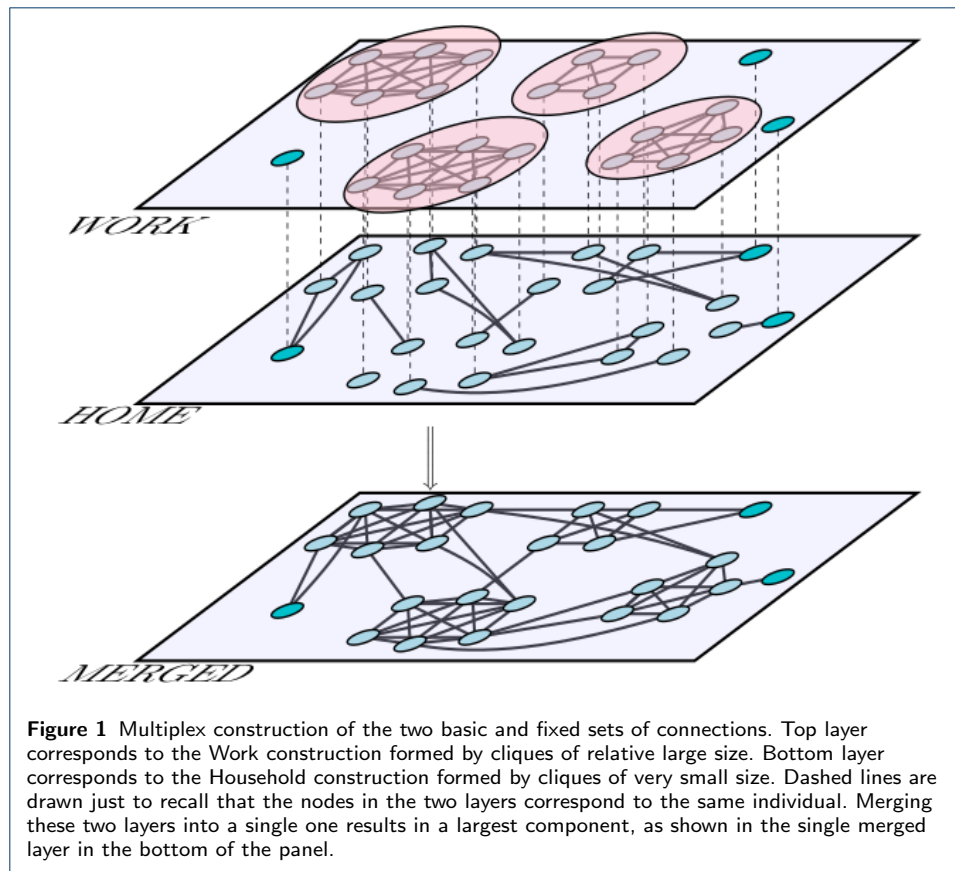 WORK
HOME
MERGED
Figure 1 Multiplex construction of the two basic and fixed sets of connections. Top layer
corresponds to the Work construction formed by cliques of relative large size. Bottom layer
corresponds to the Household construction formed by cliques of very small size. Dashed lines are
drawn just to recall that the nodes in the two layers correspond to the same individual. Merging
these two layers into a single one results in a largest component, as shown in the single merged
layer in the bottom of the panel.